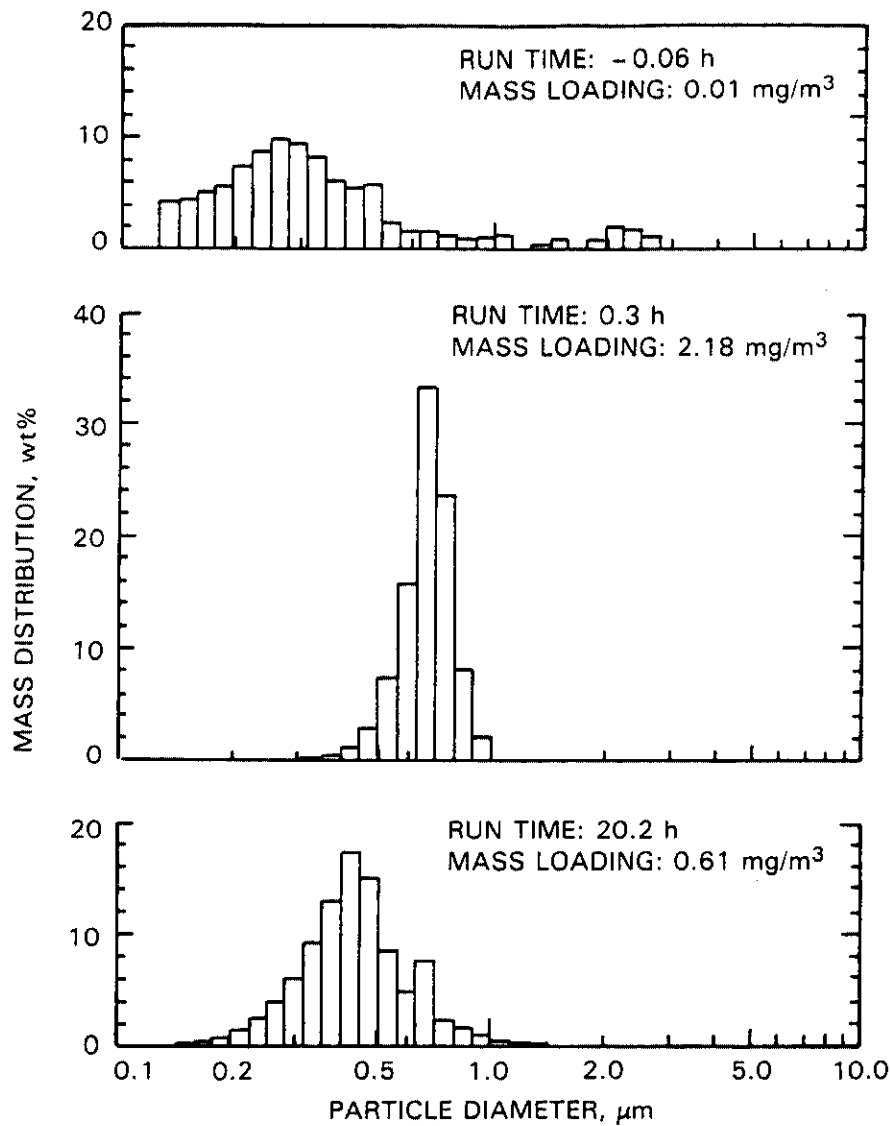 20
10
0
RUN TIME: -0.06 h
MASS LOADING: 0.01 mg/m³
40
30
20
10
0
RUN TIME: 0.3 h
MASS LOADING: 2.18 mg/m³
MASS DISTRIBUTION, wt%
20
10
0
RUN TIME: 20.2 h
MASS LOADING: 0.61 mg/m³
0.1 0.2 0.5 1.0 2.0 5.0 10.0
PARTICLE DIAMETER, μm